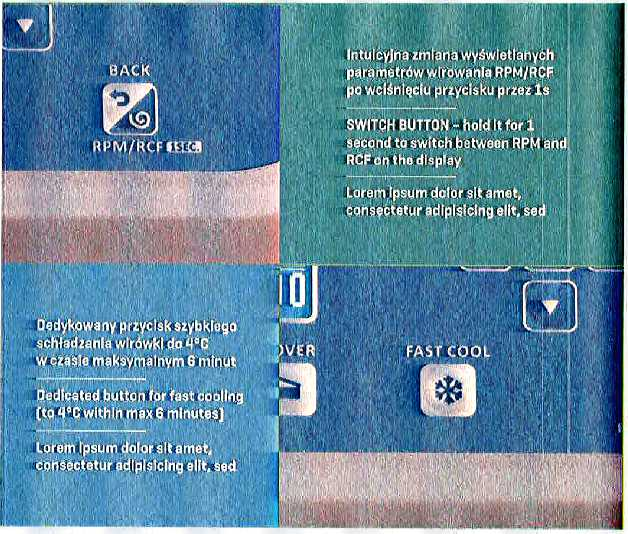 BACK
RPM/RCF 1SEC.
Intuicyjna zmiana wyświetlanych
parametrów wirowania RPM/RCF
po wciśnięciu przycisku przez 1s
SWITCH BUTTON – hold it for 1
second to switch between RPM and
RCF on the display
Lorem ipsum dolor sit amet,
consectetur adipisicing elit, sed
Dedykowany przycisk szybkiego
schładzania wirówki do 4°C
w czasie maksymalnym 6 minut
Dedicated button for fast cooling
(to 4°C within max 6 minutes)
Lorem ipsum dolor sit amet,
consectetur adipisicing elit, sed
0
OVER
FAST COOL